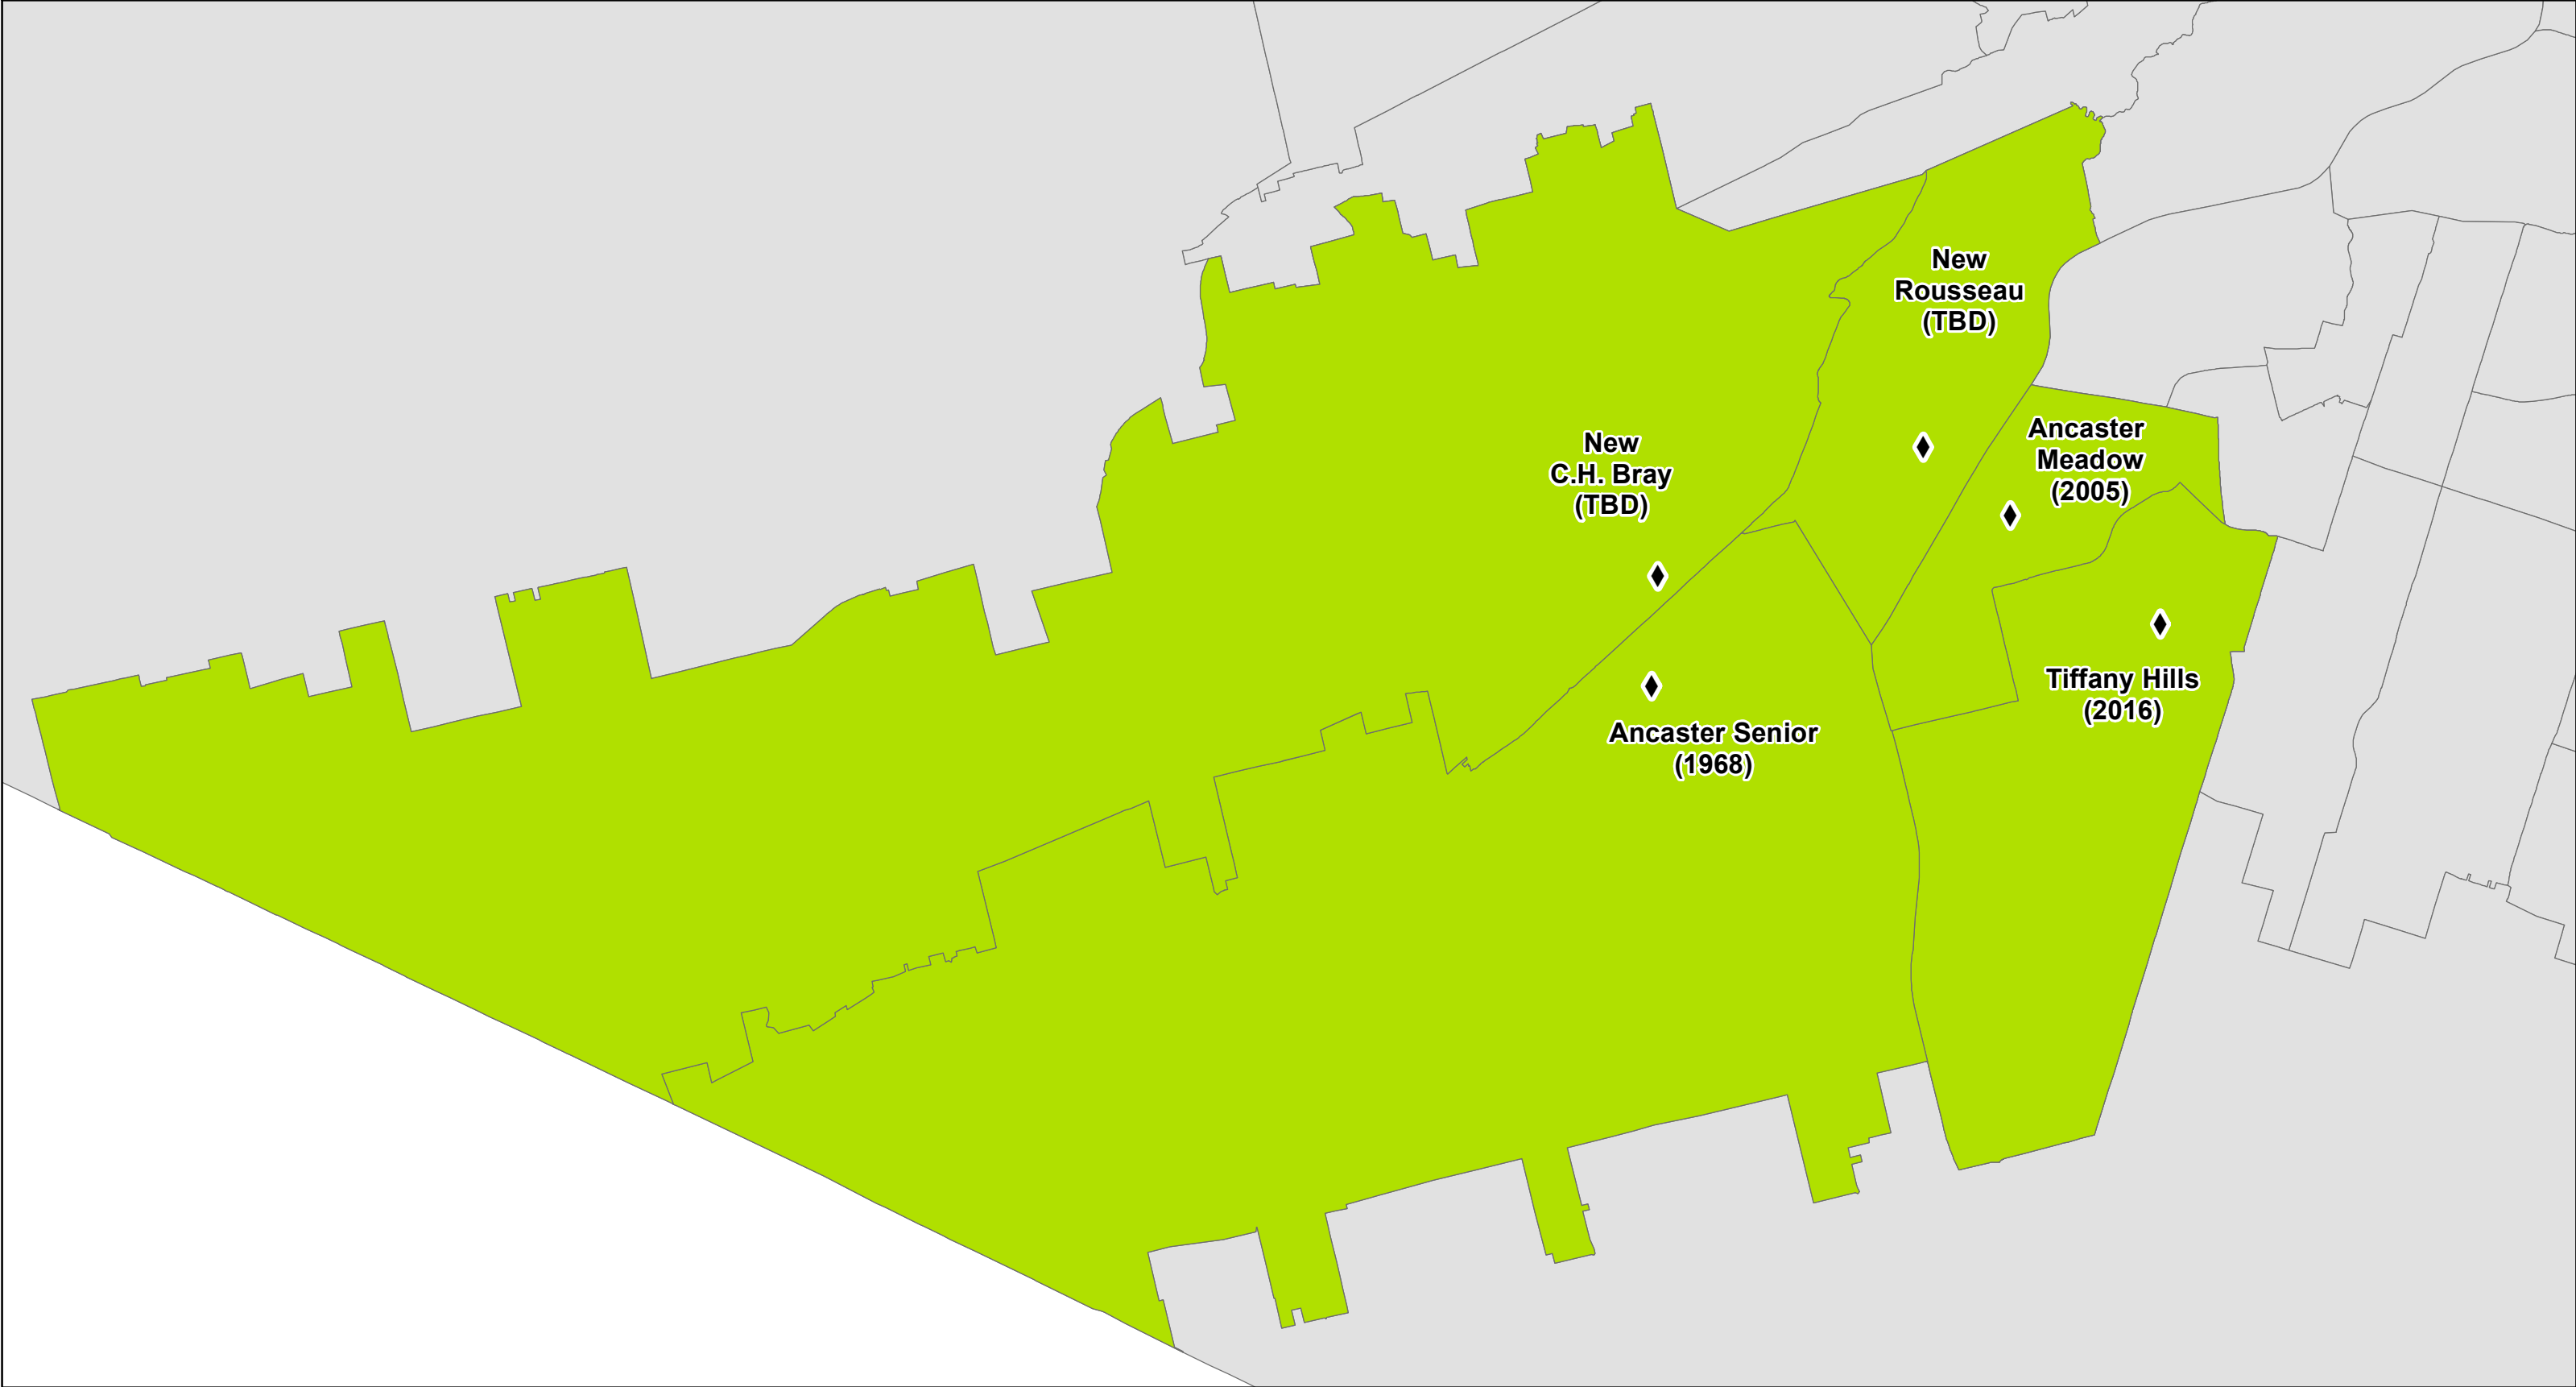 New
Rousseau
(TBD)
New
C.H. Bray
(TBD)
Ancaster
Meadow
(2005)
Tiffany Hills
(2016)
Ancaster Senior
(1968)